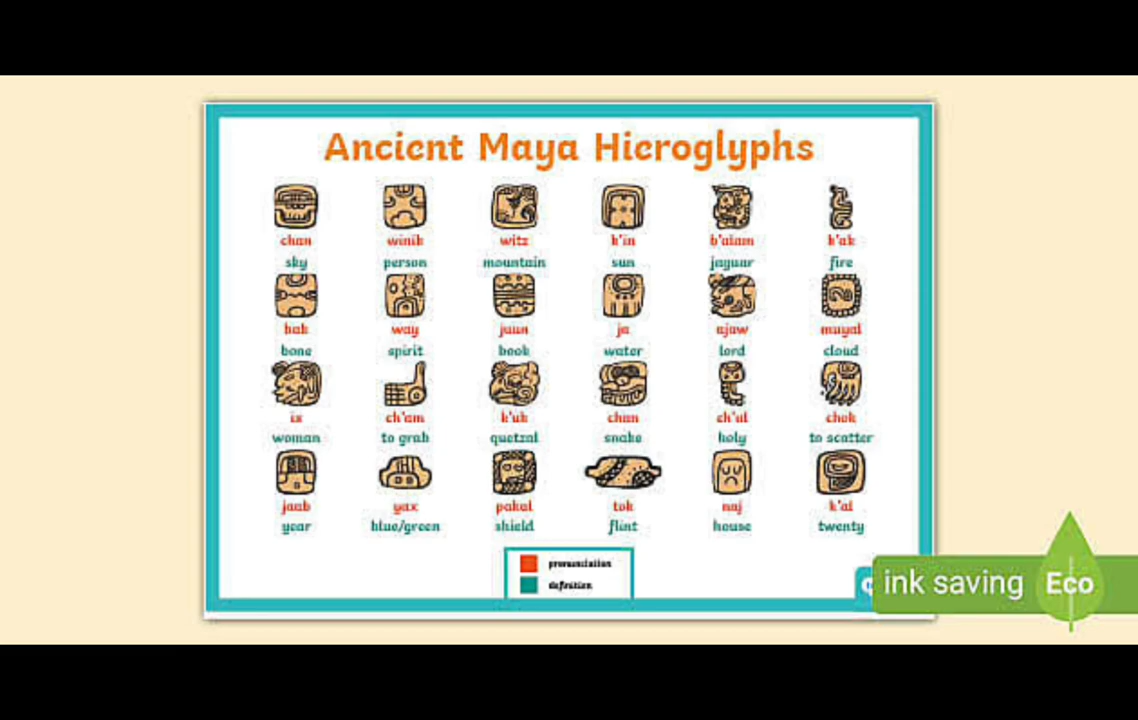 Ancient Maya Hieroglyphs
chan winik witz k'in b'alam k'ak
sky person mountain sun jaguar fire
bak way juun ja ajaw muyal
bone spirit book water lord cloud
ix ch'am k'uk chan ch'ul chok
woman to grab quetzal snake holy to scatter
jaab yax pakal tok naj k'al
year blue/green shield flint house twenty
pronunciation
definition
ink saving Eco